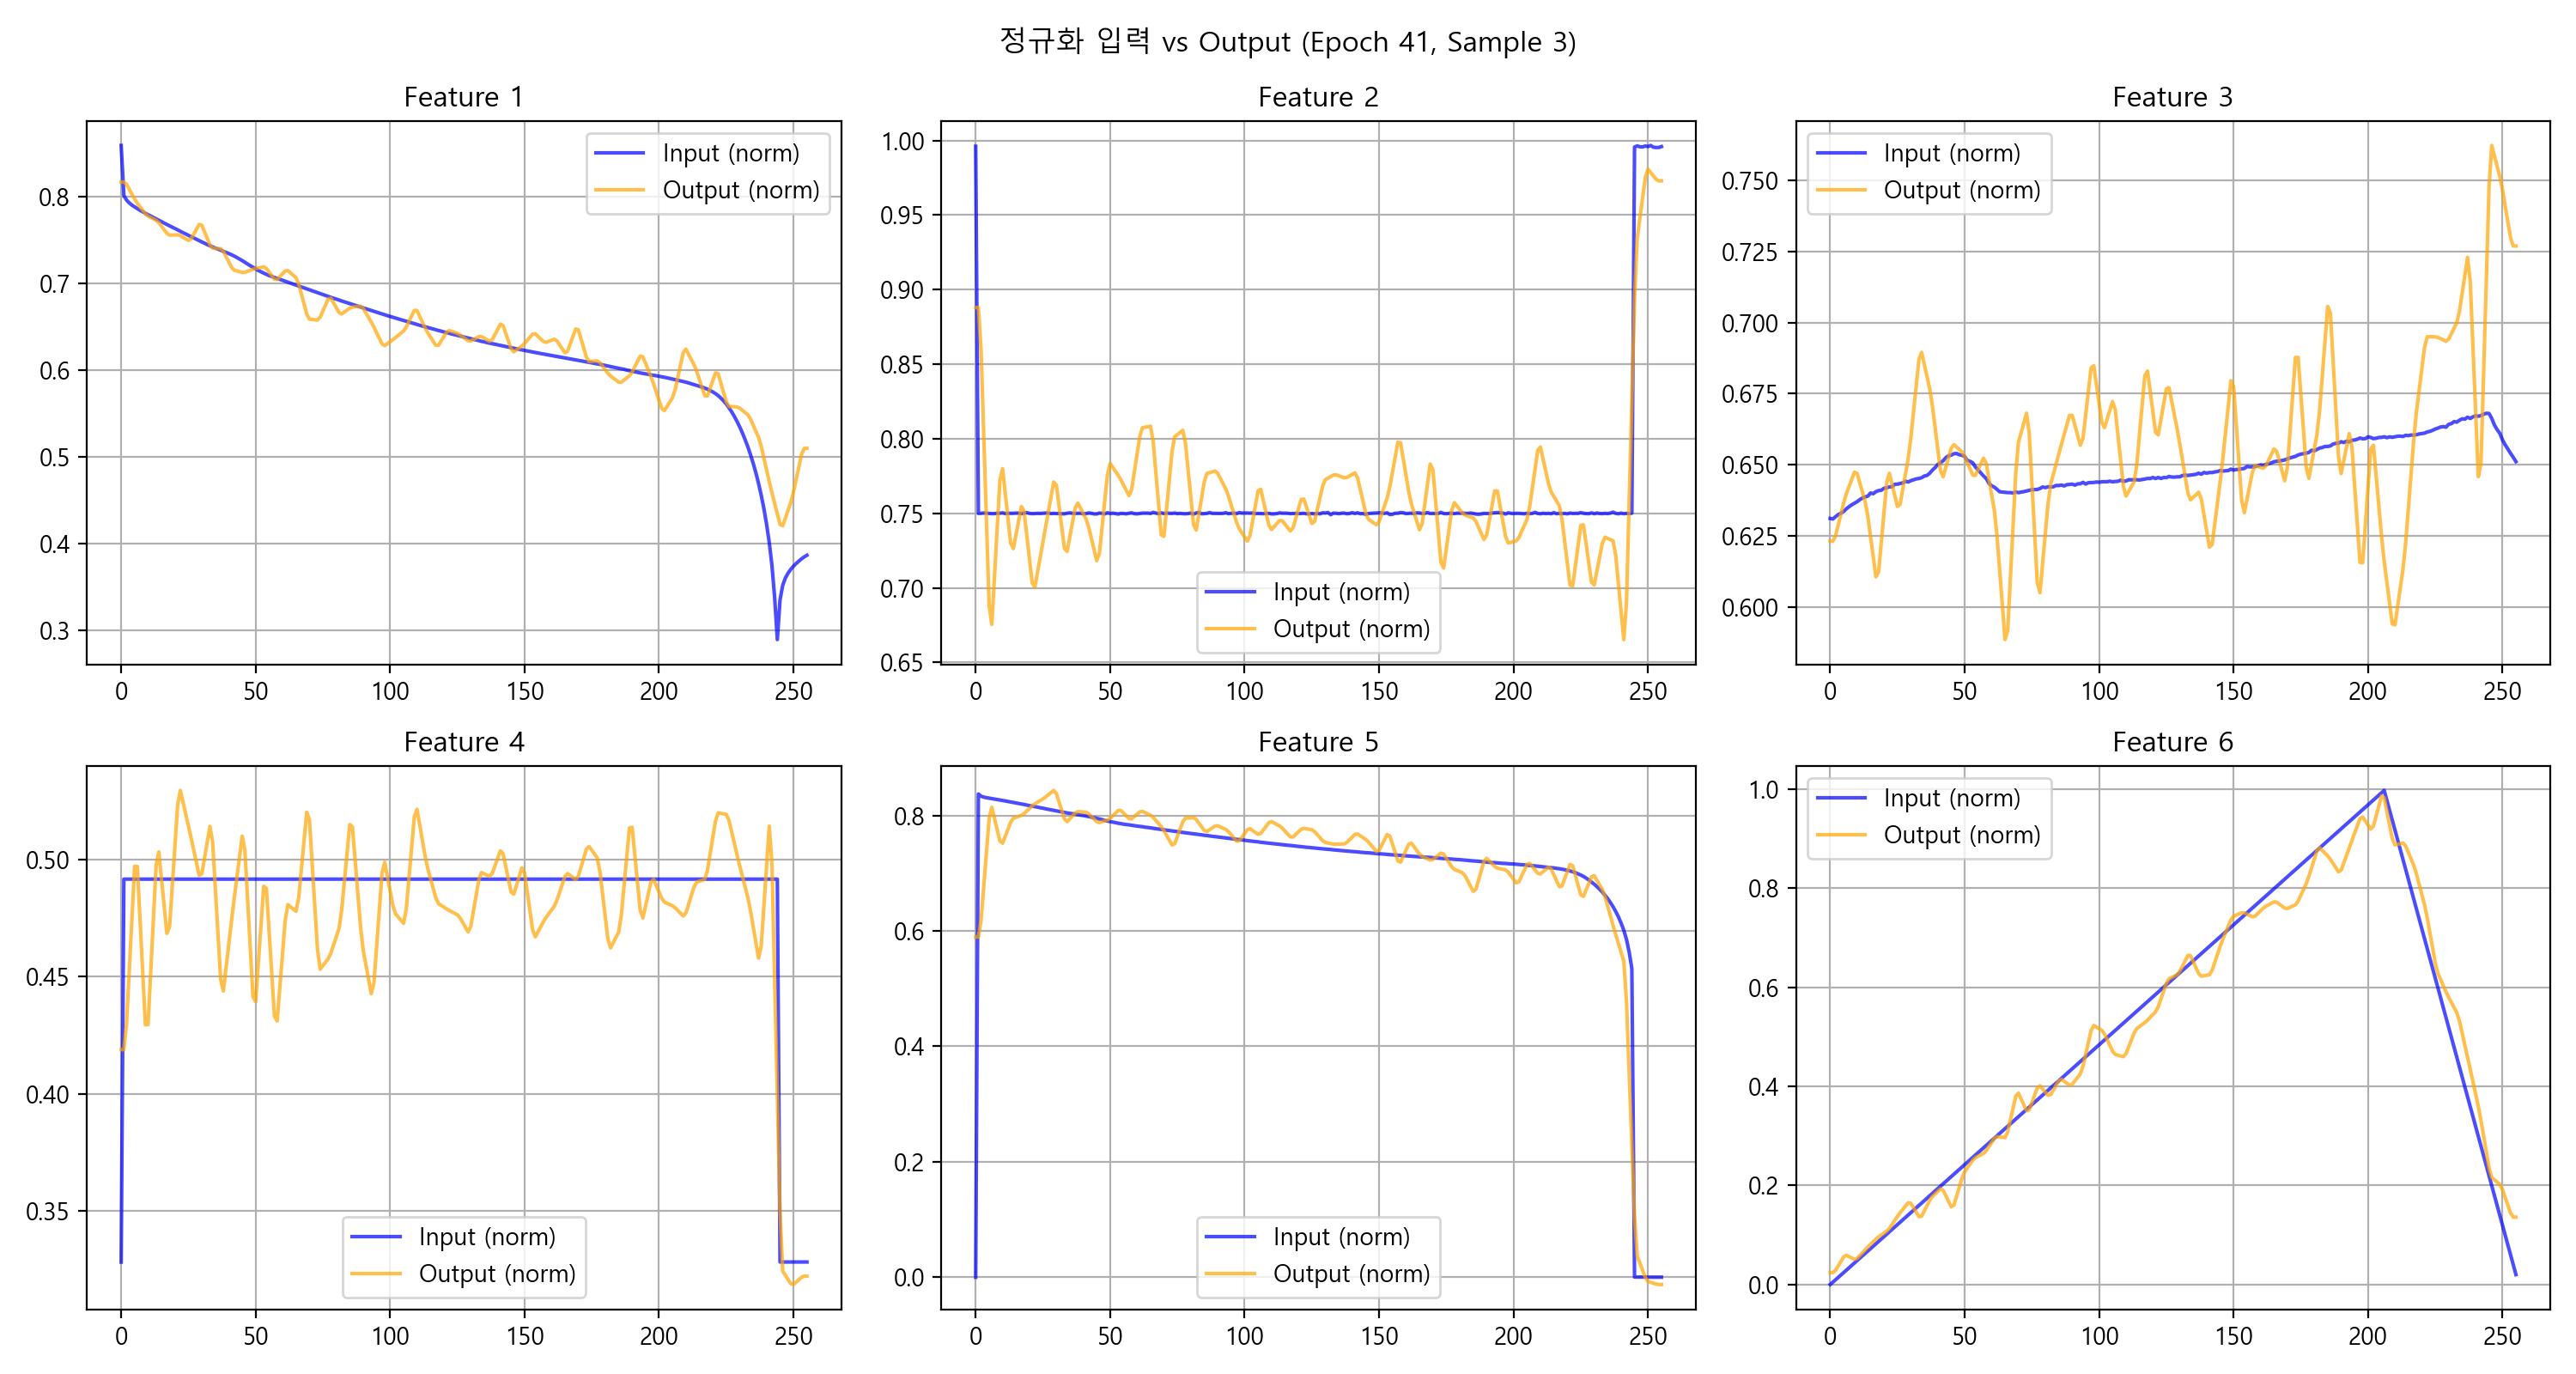 정규화 입력 vs Output (Epoch 41, Sample 3)
Feature 1
Input (norm)
Output (norm)
0.8
0.7
0.6
0.5
0.4
0.3
0 50 100 150 200 250
Feature 2
1.00
0.95
0.90
0.85
0.80
0.75
0.70
0.65
Input (norm)
Output (norm)
0 50 100 150 200 250
Feature 3
Input (norm)
Output (norm)
0.750
0.725
0.700
0.675
0.650
0.625
0.600
0 50 100 150 200 250
Feature 4
0.50
0.45
0.40
0.35
Input (norm)
Output (norm)
0 50 100 150 200 250
Feature 5
0.8
0.6
0.4
0.2
0.0
Input (norm)
Output (norm)
0 50 100 150 200 250
Feature 6
Input (norm)
Output (norm)
1.0
0.8
0.6
0.4
0.2
0.0
0 50 100 150 200 250